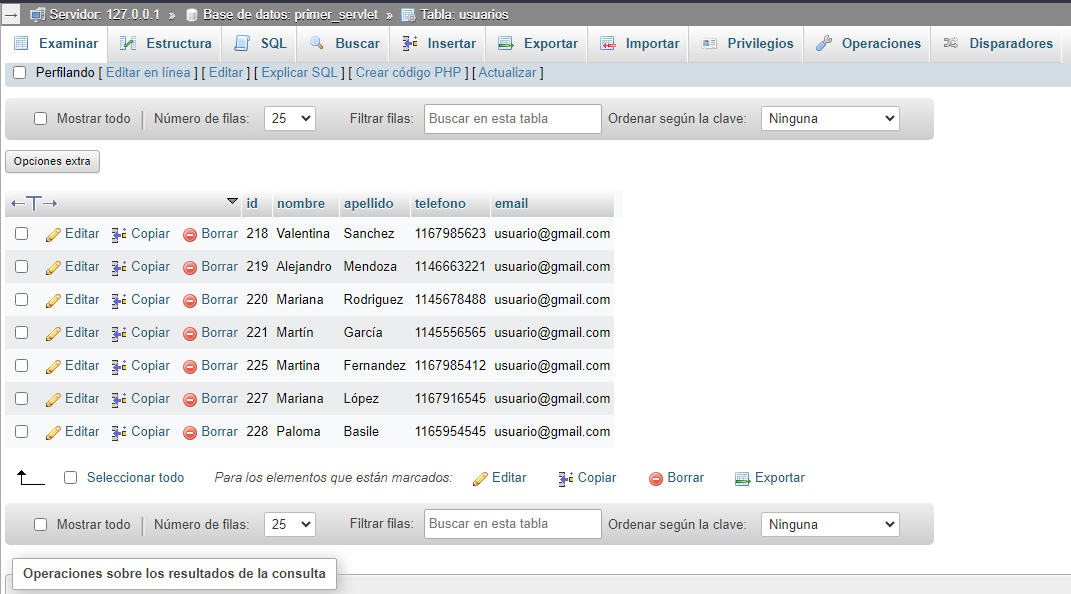 Servidor: 127.0.0.1 » Base de datos: primer_servlet » Tabla: usuarios
Examinar Estructura SQL Buscar Insertar Exportar Importar Privilegios Operaciones Disparadores
Perfilando [ Editar en línea ] [ Editar ] [ Explicar SQL ] [ Crear código PHP ] [ Actualizar ]
Mostrar todo Número de filas: 25 Filtrar filas: Buscar en esta tabla Ordenar según la clave: Ninguna
Opciones extra
←T→ id nombre apellido telefono email
Editar Copiar Borrar 218 Valentina Sanchez 1167985623 usuario@gmail.com
Editar Copiar Borrar 219 Alejandro Mendoza 1146663221 usuario@gmail.com
Editar Copiar Borrar 220 Mariana Rodriguez 1145678488 usuario@gmail.com
Editar Copiar Borrar 221 Martín García 1145556565 usuario@gmail.com
Editar Copiar Borrar 225 Martina Fernandez 1167985412 usuario@gmail.com
Editar Copiar Borrar 227 Mariana López 1167916545 usuario@gmail.com
Editar Copiar Borrar 228 Paloma Basile 1165954545 usuario@gmail.com
Seleccionar todo Para los elementos que están marcados: Editar Copiar Borrar Exportar
Mostrar todo Número de filas: 25 Filtrar filas: Buscar en esta tabla Ordenar según la clave: Ninguna
Operaciones sobre los resultados de la consulta